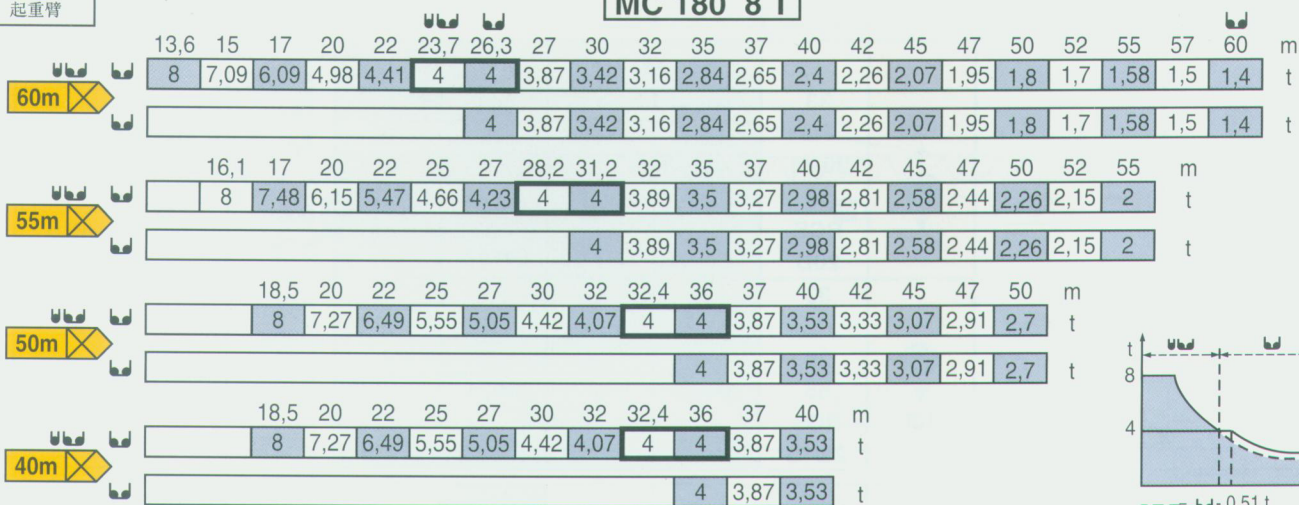 起重臂
MC 180 8 T
13,6 15 17 20 22 23,7 26,3 27 30 32 35 37 40 42 45 47 50 52 55 57 60 m
60m 8 7,09 6,09 4,98 4,41 4 4 3,87 3,42 3,16 2,84 2,65 2,4 2,26 2,07 1,95 1,8 1,7 1,58 1,5 1,4 t
4 3,87 3,42 3,16 2,84 2,65 2,4 2,26 2,07 1,95 1,8 1,7 1,58 1,5 1,4 t
16,1 17 20 22 25 27 28,2 31,2 32 35 37 40 42 45 47 50 52 55 m
55m 8 7,48 6,15 5,47 4,66 4,23 4 4 3,89 3,5 3,27 2,98 2,81 2,58 2,44 2,26 2,15 2 t
4 3,89 3,5 3,27 2,98 2,81 2,58 2,44 2,26 2,15 2 t
18,5 20 22 25 27 30 32 32,4 36 37 40 42 45 47 50 m
50m 8 7,27 6,49 5,55 5,05 4,42 4,07 4 4 3,87 3,53 3,33 3,07 2,91 2,7 t
4 3,87 3,53 3,33 3,07 2,91 2,7 t
18,5 20 22 25 27 30 32 32,4 36 37 40 m
40m 8 7,27 6,49 5,55 5,05 4,42 4,07 4 4 3,87 3,53 t
4 3,87 3,53 t
t
8
4
0,51 t